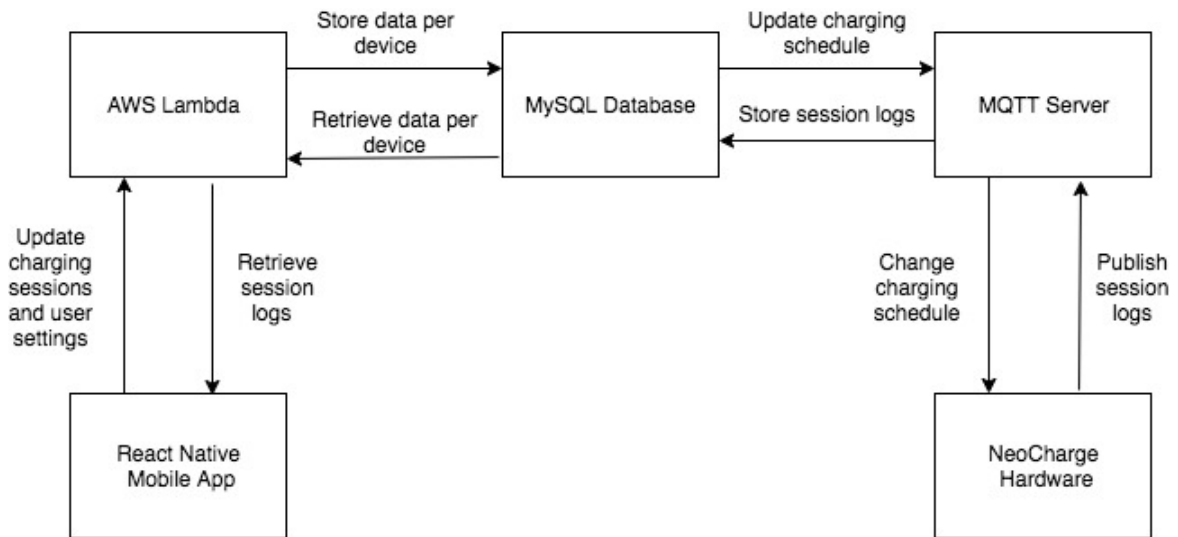 Store data per
device
Update charging
schedule
AWS Lambda
MySQL Database
MQTT Server
Retrieve data per
device
Store session logs
Update
charging
sessions
and user
settings
Retrieve
session
logs
Change
charging
schedule
Publish
session
logs
React Native
Mobile App
NeoCharge
Hardware